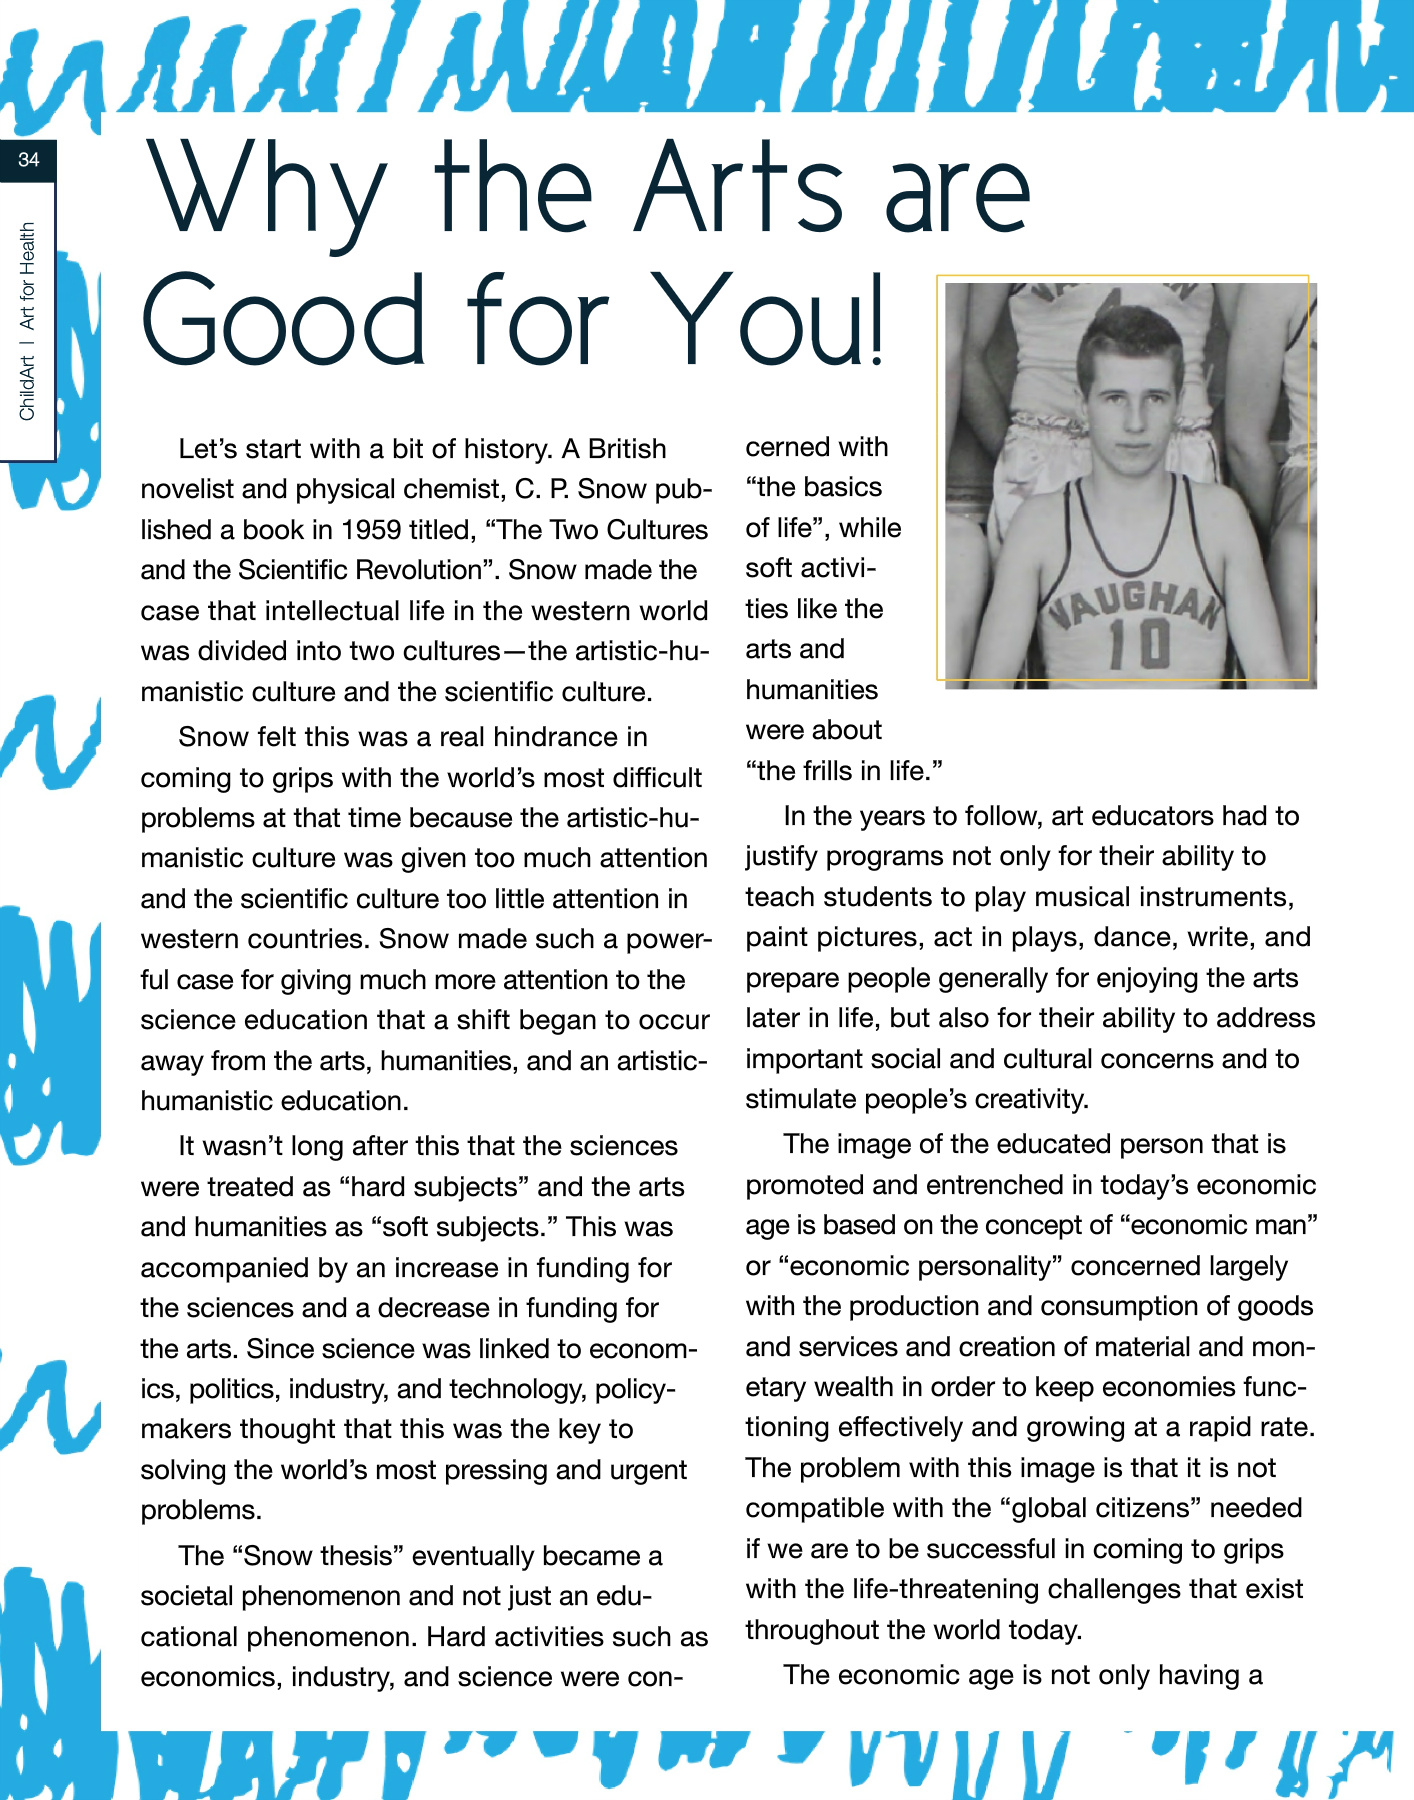 34
ChildArt | Art for Health
Why the Arts are
Good for You!
Let’s start with a bit of history. A British
novelist and physical chemist, C. P. Snow pub-
lished a book in 1959 titled, “The Two Cultures
and the Scientific Revolution”. Snow made the
case that intellectual life in the western world
was divided into two cultures—the artistic-hu-
manistic culture and the scientific culture.
Snow felt this was a real hindrance in
coming to grips with the world’s most difficult
problems at that time because the artistic-hu-
manistic culture was given too much attention
and the scientific culture too little attention in
western countries. Snow made such a power-
ful case for giving much more attention to the
science education that a shift began to occur
away from the arts, humanities, and an artistic-
humanistic education.
It wasn’t long after this that the sciences
were treated as “hard subjects” and the arts
and humanities as “soft subjects.” This was
accompanied by an increase in funding for
the sciences and a decrease in funding for
the arts. Since science was linked to econom-
ics, politics, industry, and technology, policy-
makers thought that this was the key to
solving the world’s most pressing and urgent
problems.
The “Snow thesis” eventually became a
societal phenomenon and not just an edu-
cational phenomenon. Hard activities such as
economics, industry, and science were con-
cerned with
“the basics
of life”, while
soft activi-
ties like the
arts and
humanities
were about
“the frills in life.”
VAUGHAN
10
In the years to follow, art educators had to
justify programs not only for their ability to
teach students to play musical instruments,
paint pictures, act in plays, dance, write, and
prepare people generally for enjoying the arts
later in life, but also for their ability to address
important social and cultural concerns and to
stimulate people’s creativity.
The image of the educated person that is
promoted and entrenched in today’s economic
age is based on the concept of “economic man”
or “economic personality” concerned largely
with the production and consumption of goods
and services and creation of material and mon-
etary wealth in order to keep economies func-
tioning effectively and growing at a rapid rate.
The problem with this image is that it is not
compatible with the “global citizens” needed
if we are to be successful in coming to grips
with the life-threatening challenges that exist
throughout the world today.
The economic age is not only having a